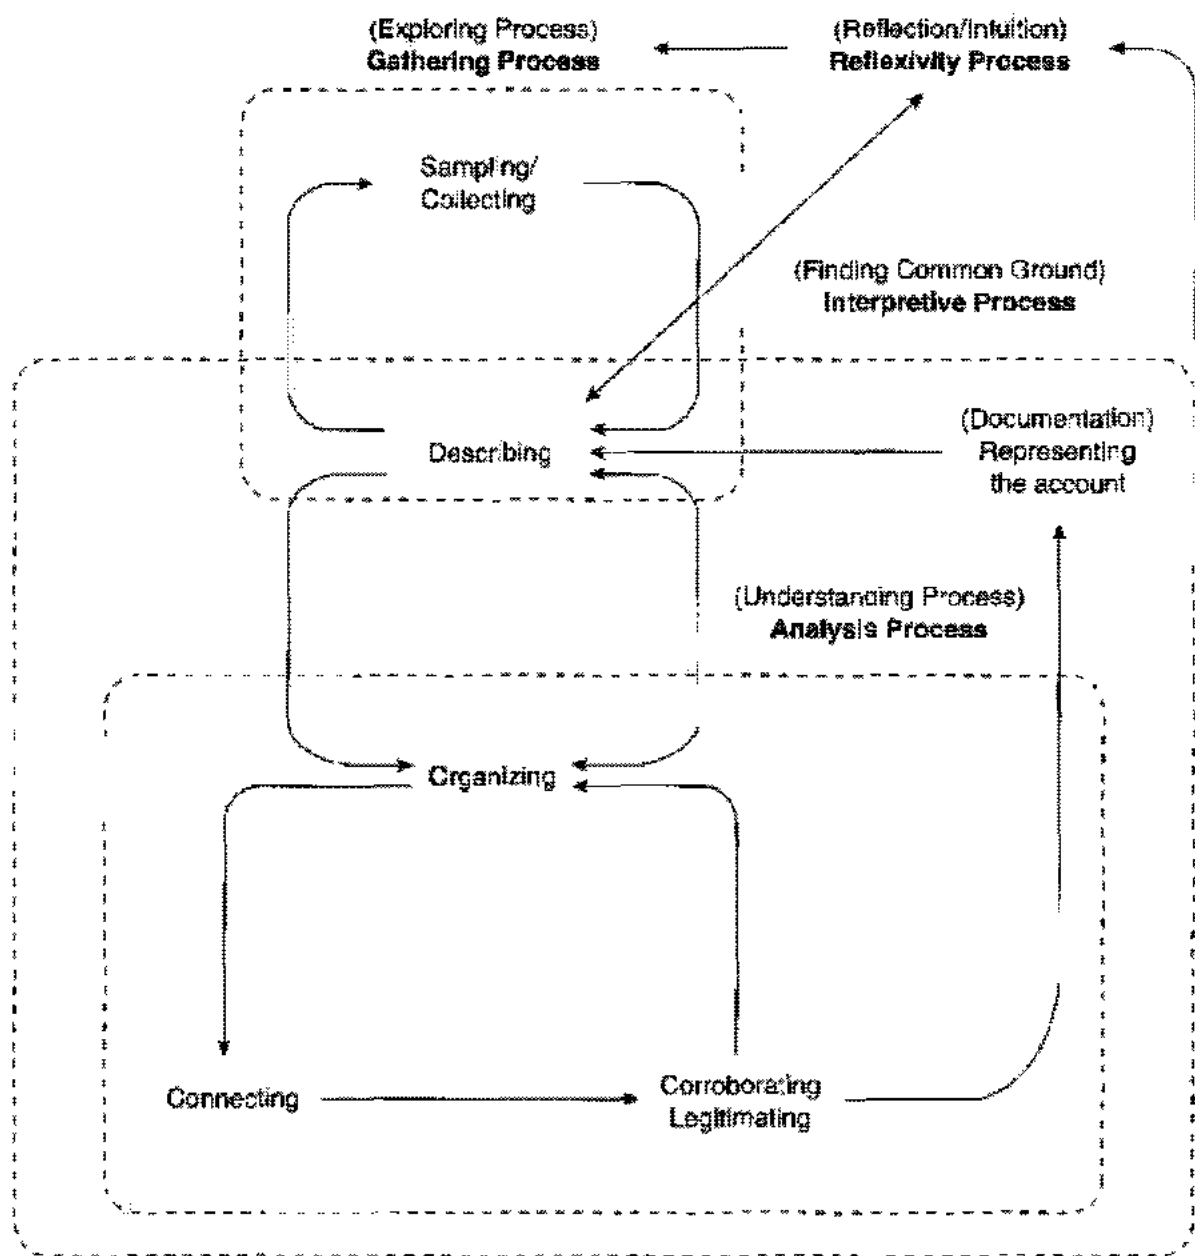 (Exploring Process)
Gathering Process
(Reflection/Intuition)
Reflexivity Process
Sampling/
Collecting
(Finding Common Ground)
Interpretive Process
Describing
(Documentation)
Representing
the account
(Understanding Process)
Analysis Process
Organizing
Connecting
Corroborating
Legitimating